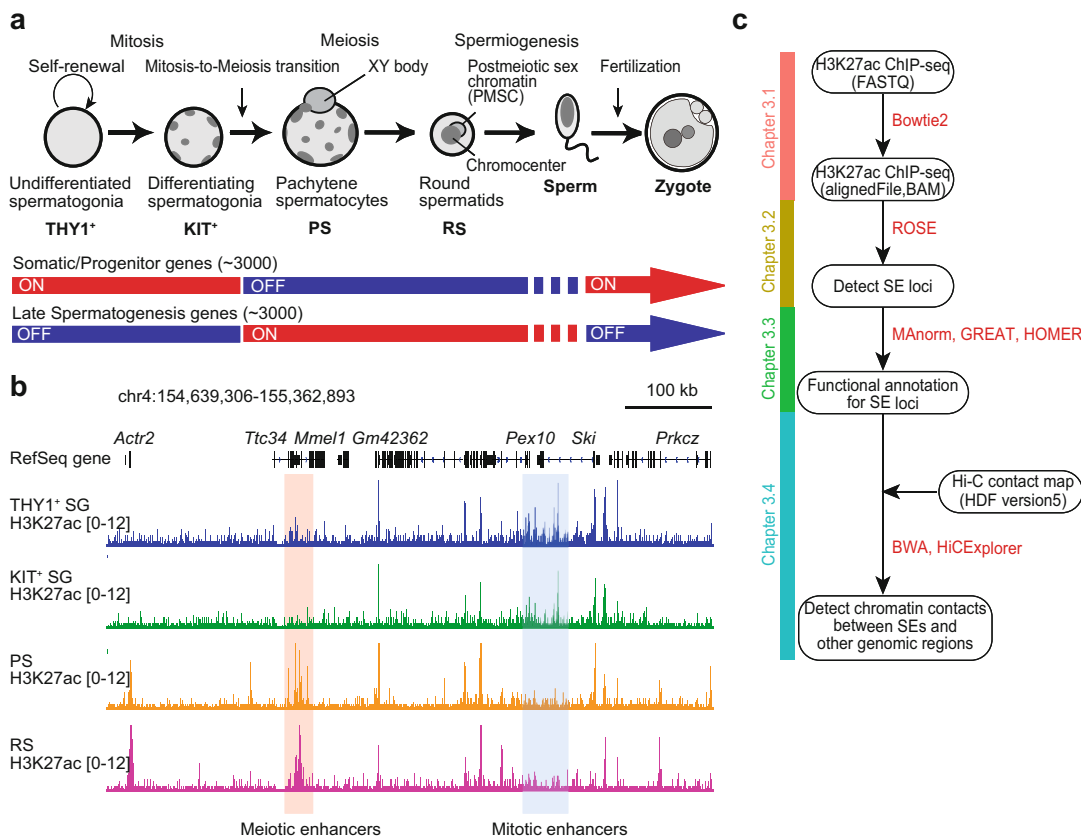 a
Mitosis
Meiosis
Spermiogenesis
Self-renewal
Mitosis-to-Meiosis transition
XY body
Postmeiotic sex
chromatin
(PMSC)
Fertilization
Chromocenter
Undifferentiated
spermatogonia
THY1⁺
Differentiating
spermatogonia
KIT⁺
Pachytene
spermatocytes
PS
Round
spermatids
RS
Sperm
Zygote
Somatic/Progenitor genes (~3000)
ON
OFF
ON
Late Spermatogenesis genes (~3000)
OFF
ON
OFF
b
chr4:154,639,306-155,362,893
100 kb
Actr2
Ttc34
Mmel1
Gm42362
Pex10
Ski
Prkcz
RefSeq gene
THY1⁺ SG
H3K27ac [0-12]
KIT⁺ SG
H3K27ac [0-12]
PS
H3K27ac [0-12]
RS
H3K27ac [0-12]
Meiotic enhancers
Mitotic enhancers
c
Chapter 3.1
Chapter 3.2
Chapter 3.3
Chapter 3.4
H3K27ac ChIP-seq
(FASTQ)
Bowtie2
H3K27ac ChIP-seq
(alignedFile,BAM)
ROSE
Detect SE loci
MAnorm, GREAT, HOMER
Functional annotation
for SE loci
Hi-C contact map
(HDF version5)
BWA, HiCExplorer
Detect chromatin contacts
between SEs and
other genomic regions